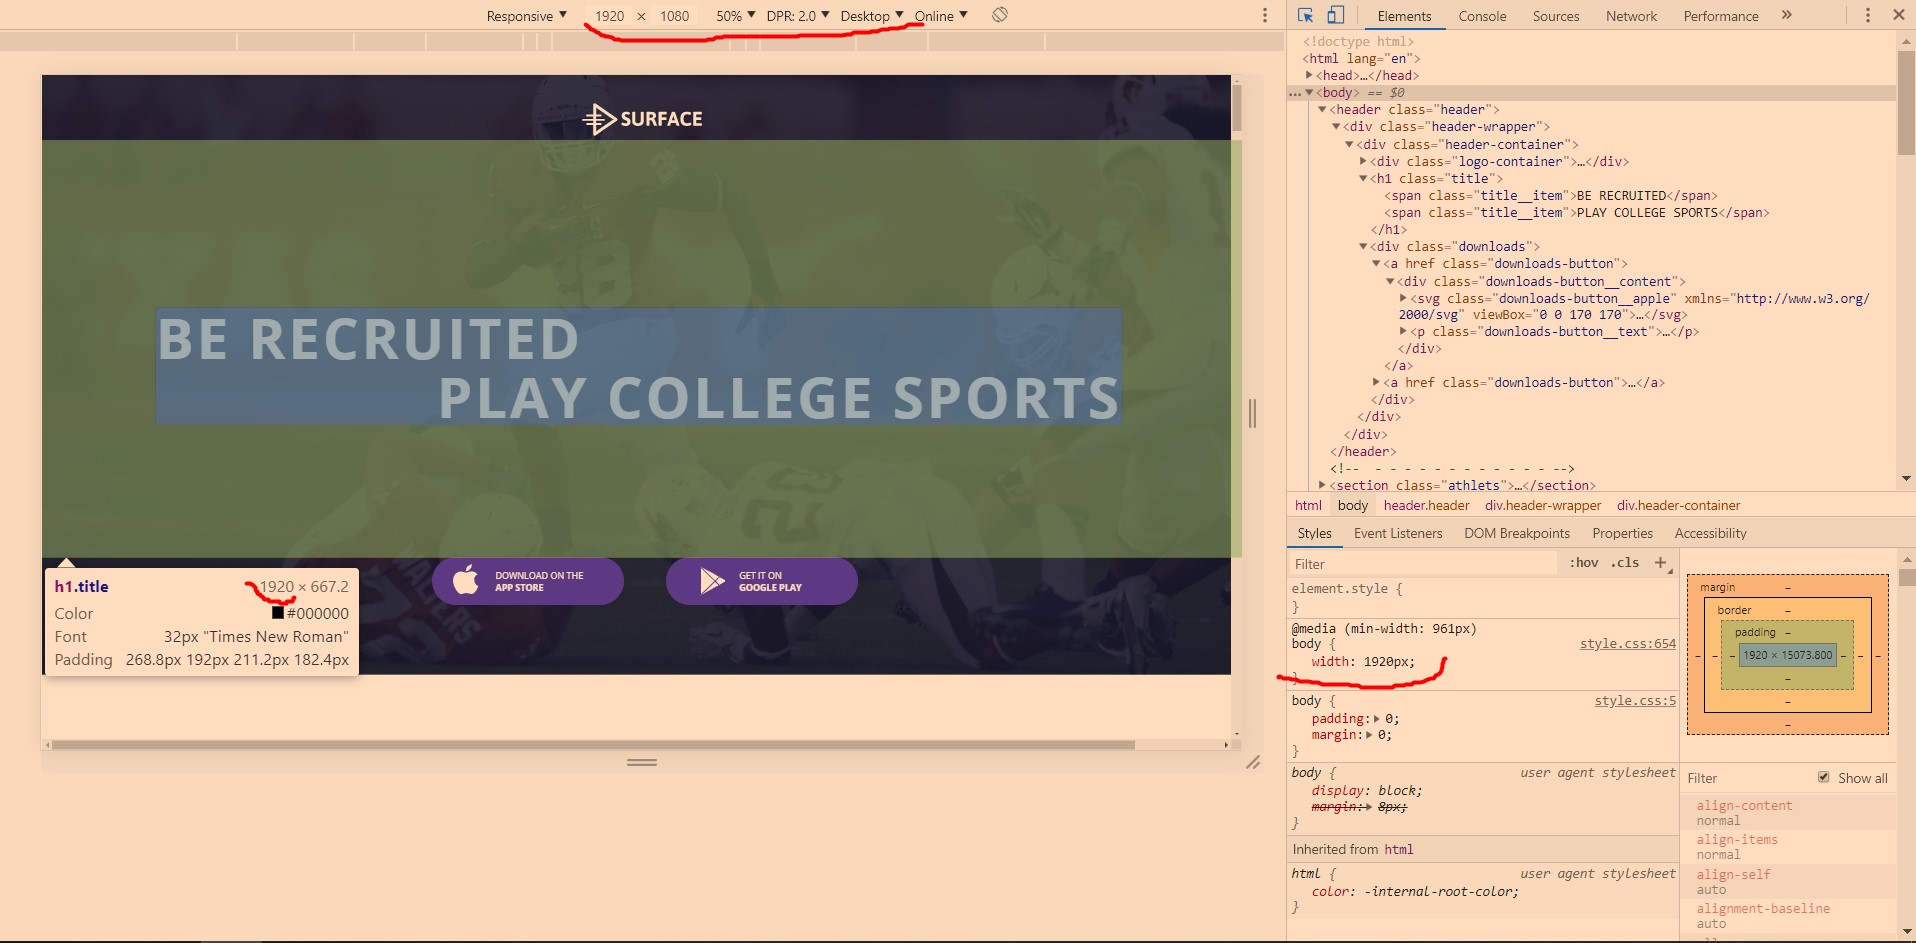 Responsive ▼ 1920 × 1080 50% ▼ DPR: 2.0 ▼ Desktop ▼ Online ▼
SURFACE
BE RECRUITED
PLAY COLLEGE SPORTS
DOWNLOAD ON THE
APP STORE
GET IT ON
GOOGLE PLAY
h1.title 1920 × 667.2
Color #000000
Font 32px "Times New Roman"
Padding 268.8px 192px 211.2px 182.4px
Elements Console Sources Network Performance »
<!doctype html>
<html lang="en">
▶<head>…</head>
…▼<body> == $0
▼<header class="header">
▼<div class="header-wrapper">
▼<div class="header-container">
▶<div class="logo-container">…</div>
▼<h1 class="title">
<span class="title__item">BE RECRUITED</span>
<span class="title__item">PLAY COLLEGE SPORTS</span>
</h1>
▼<div class="downloads">
▼<a href class="downloads-button">
▼<div class="downloads-button__content">
▶<svg class="downloads-button__apple" xmlns="http://www.w3.org/
2000/svg" viewBox="0 0 170 170">…</svg>
▶<p class="downloads-button__text">…</p>
</div>
</a>
▶<a href class="downloads-button">…</a>
</div>
</div>
</div>
</header>
<!-- - - - - - - - - - - - - -->
▶<section class="athlets">…</section>
html body header.header div.header-wrapper div.header-container
Styles Event Listeners DOM Breakpoints Properties Accessibility
Filter :hov .cls +
element.style {
}
@media (min-width: 961px)
body { style.css:654
width: 1920px;
}
body { style.css:5
padding:▶ 0;
margin:▶ 0;
}
body { user agent stylesheet
display: block;
margin:▶ 8px;
}
Inherited from html
html { user agent stylesheet
color: -internal-root-color;
}
margin –
border –
padding –
– – – 1920 × 15073.800 – – –
–
–
–
Filter Show all
align-content
normal
align-items
normal
align-self
auto
alignment-baseline
auto